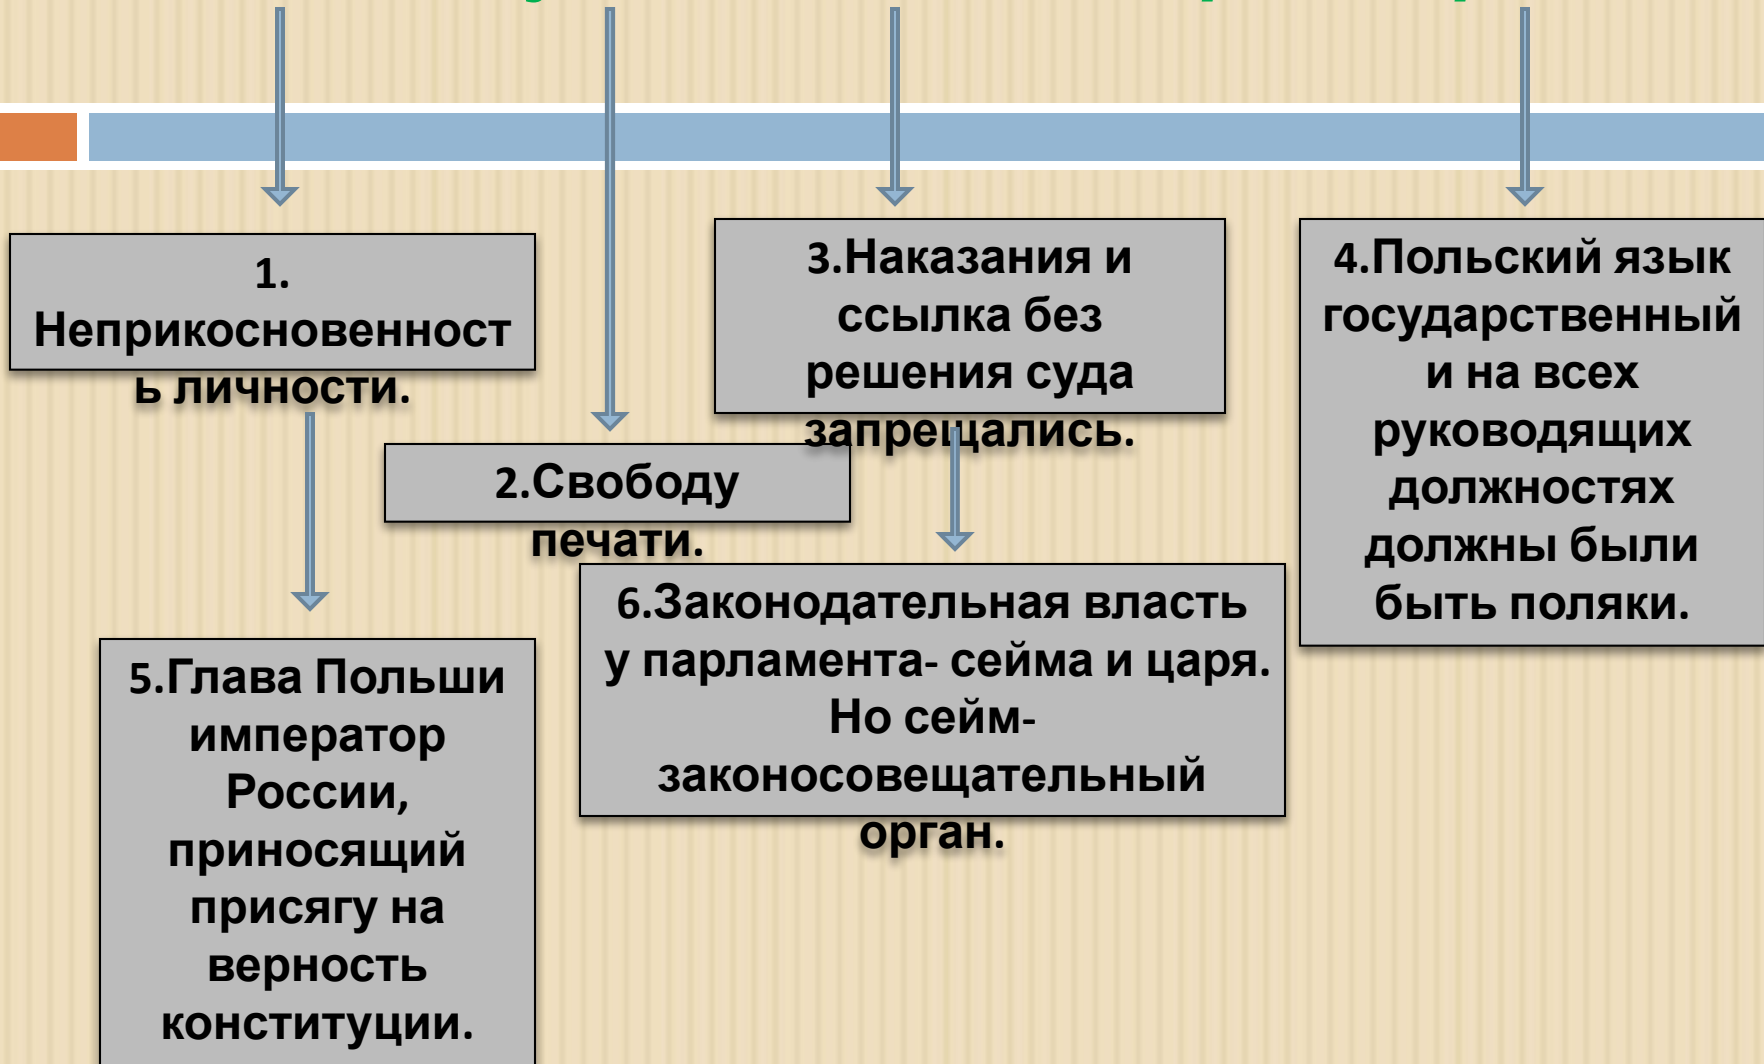 1.
Неприкосновенност
ь личности.
2.Свободу
печати.
3.Наказания и
ссылка без
решения суда
запрещались.
4.Польский язык
государственный
и на всех
руководящих
должностях
должны были
быть поляки.
5.Глава Польши
император
России,
приносящий
присягу на
верность
конституции.
6.Законодательная власть
у парламента- сейма и царя.
Но сейм-
законосовещательный
орган.